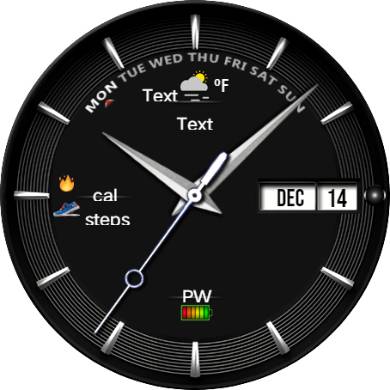 MON TUE WED THU FRI SAT SUN
Text °F
Text
cal
steps
DEC 14
PW